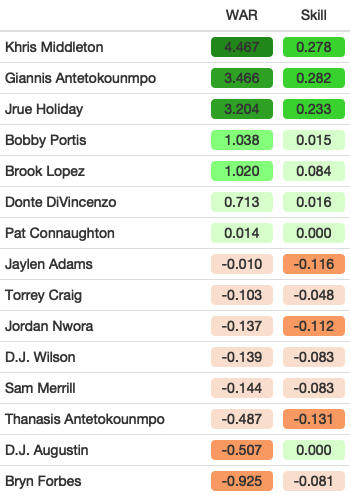 WAR Skill
Khris Middleton 4.467 0.278
Giannis Antetokounmpo 3.466 0.282
Jrue Holiday 3.204 0.233
Bobby Portis 1.038 0.015
Brook Lopez 1.020 0.084
Donte DiVincenzo 0.713 0.016
Pat Connaughton 0.014 0.000
Jaylen Adams -0.010 -0.116
Torrey Craig -0.103 -0.048
Jordan Nwora -0.137 -0.112
D.J. Wilson -0.139 -0.083
Sam Merrill -0.144 -0.083
Thanasis Antetokounmpo -0.487 -0.131
D.J. Augustin -0.507 0.000
Bryn Forbes -0.925 -0.081